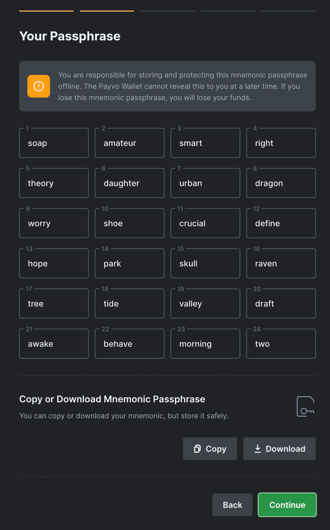 Your Passphrase
You are responsible for storing and protecting this mnemonic passphrase
offline. The Payvo Wallet cannot reveal this to you at a later time. If you
lose this mnemonic passphrase, you will lose your funds.
1 2 3 4
soap amateur smart right
5 6 7 8
theory daughter urban dragon
9 10 11 12
worry shoe crucial define
13 14 15 16
hope park skull raven
17 18 19 20
tree tide valley draft
21 22 23 24
awake behave morning two
Copy or Download Mnemonic Passphrase
You can copy or download your mnemonic, but store it safely.
Copy Download
Back Continue